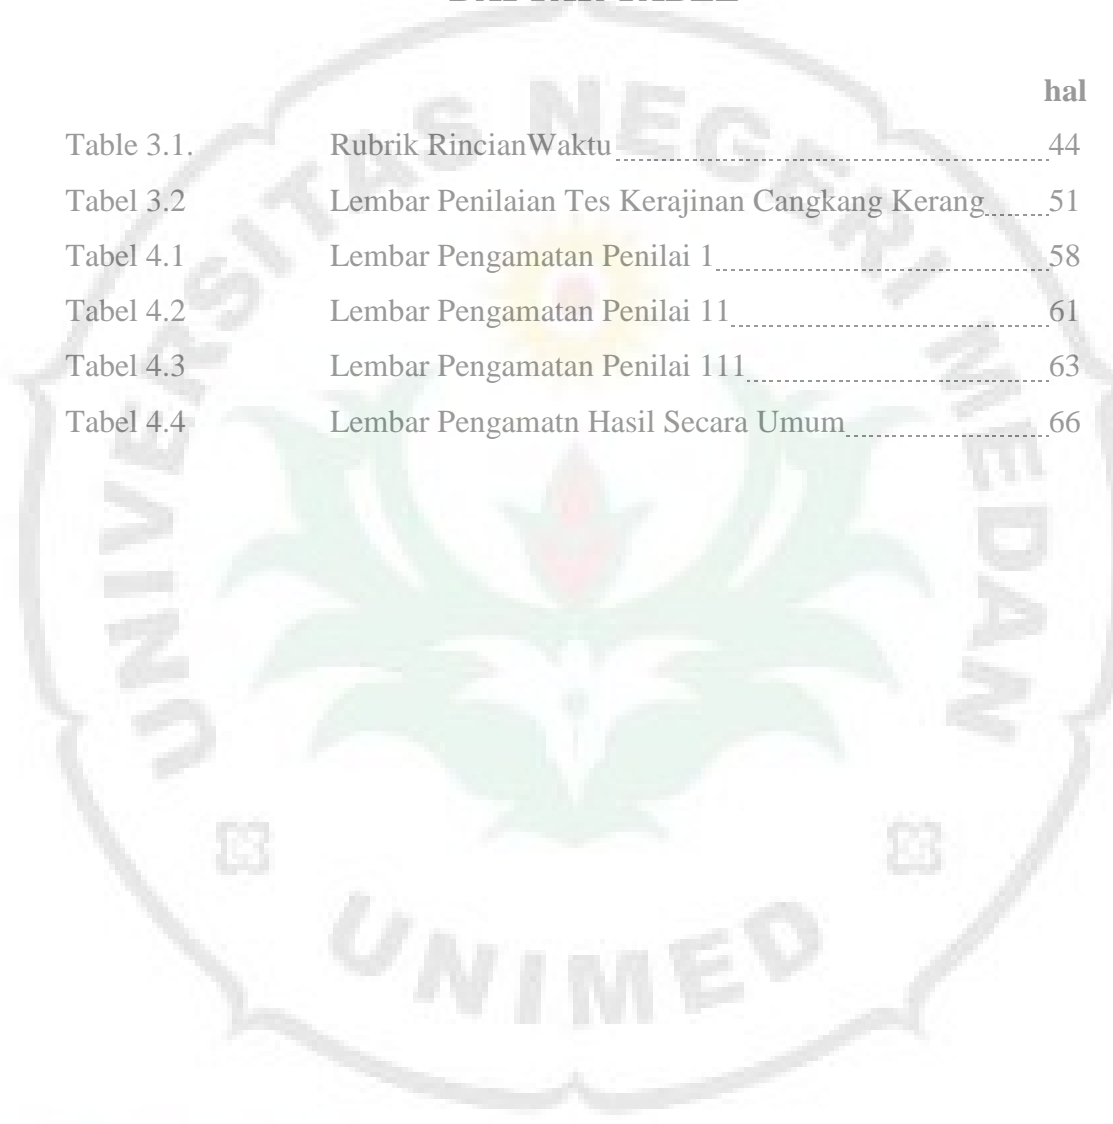 DAFTAR TABEL
hal
Table 3.1. Rubrik RincianWaktu 44
Tabel 3.2 Lembar Penilaian Tes Kerajinan Cangkang Kerang 51
Tabel 4.1 Lembar Pengamatan Penilai 1 58
Tabel 4.2 Lembar Pengamatan Penilai 11 61
Tabel 4.3 Lembar Pengamatan Penilai 111 63
Tabel 4.4 Lembar Pengamatn Hasil Secara Umum 66
UNIVERSITAS NEGERI MEDAN
UNIMED